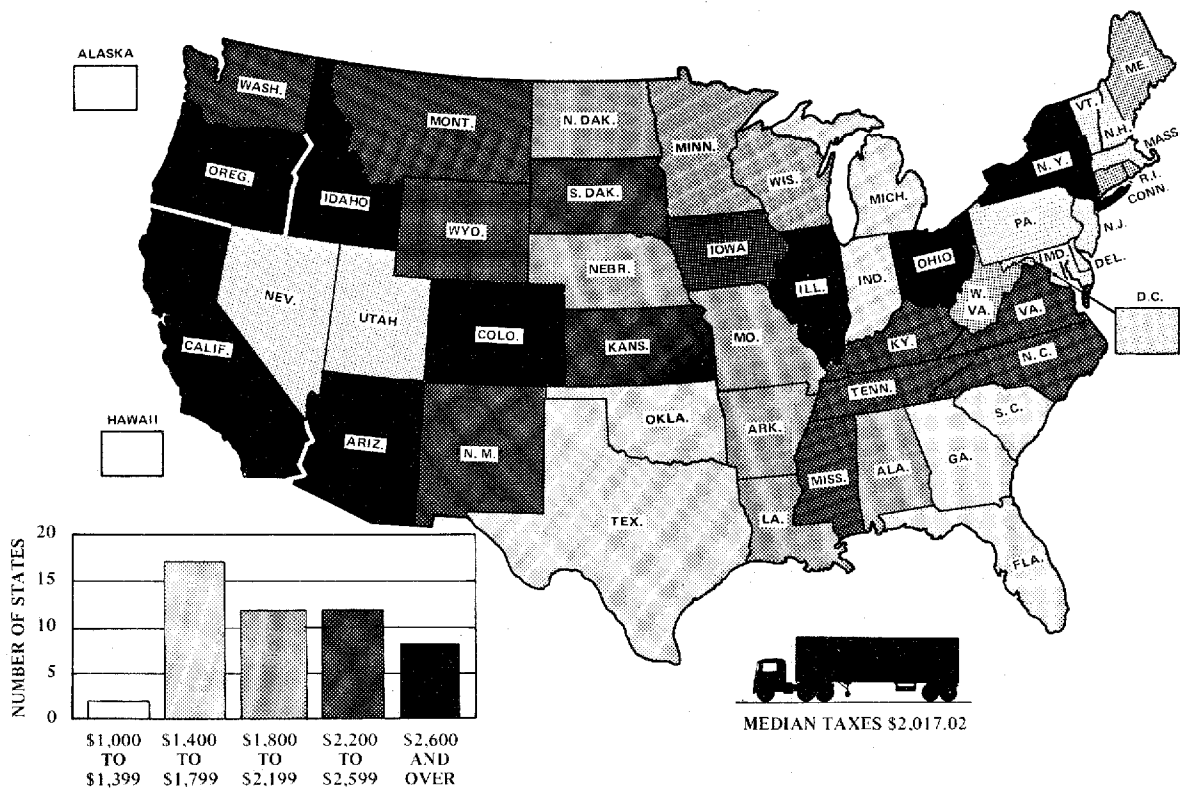 ALASKA
WASH.
MONT.
N. DAK.
MINN.
ME.
VT.
N.H.
MASS
R.I.
CONN.
N.Y.
OREG.
IDAHO
S. DAK.
WIS.
MICH.
WYO.
IOWA
PA.
N.J.
NEBR.
ILL.
IND.
OHIO
MD.
DEL.
D.C.
NEV.
UTAH
COLO.
KANS.
MO.
W.
VA.
VA.
KY.
CALIF.
TENN.
N.C.
HAWAII
ARIZ.
N. M.
OKLA.
ARK.
S. C.
MISS.
ALA.
GA.
TEX.
LA.
FLA.
NUMBER OF STATES
20
15
10
5
0
$1,000 TO $1,399
$1,400 TO $1,799
$1,800 TO $2,199
$2,200 TO $2,599
$2,600 AND OVER
MEDIAN TAXES $2,017.02